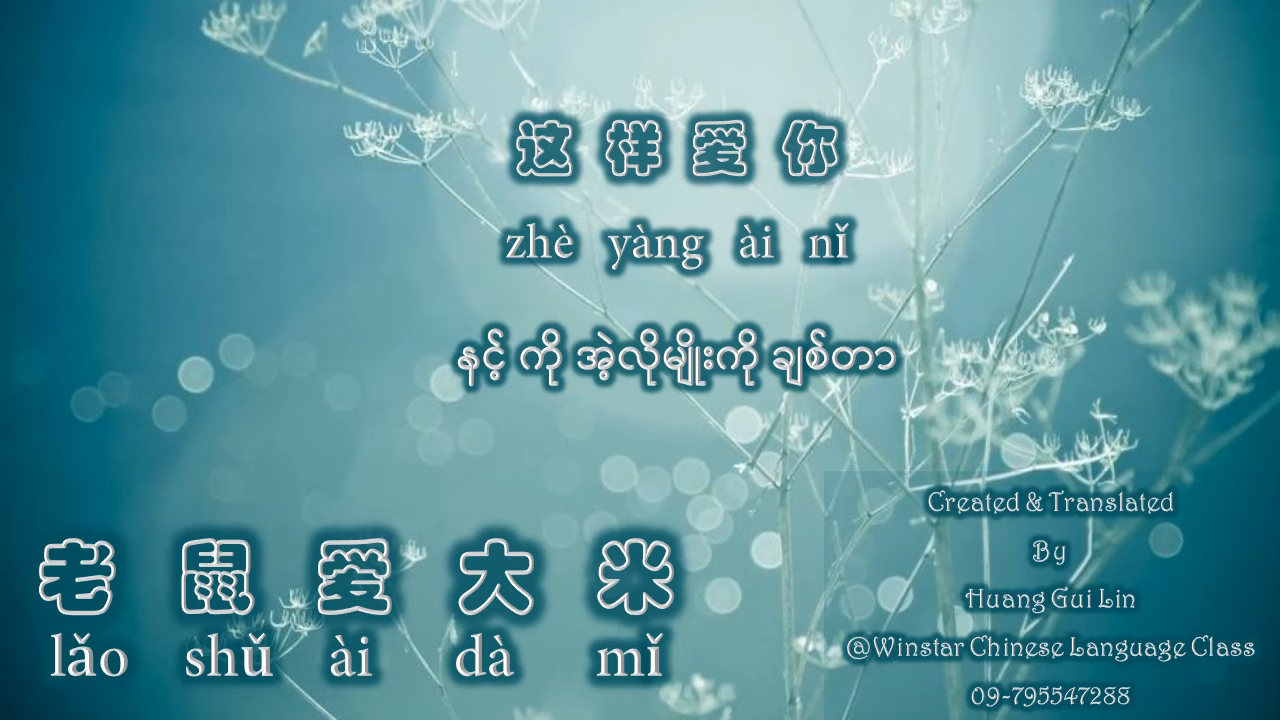 这 样 爱 你
zhè yàng ài nǐ
နင့် ကို အဲ့လိုမျိုးကို ချစ်တာ
老 鼠 爱 大 米
lǎo shǔ ài dà mǐ
Created & Translated
By
Huang Gui Lin
@Winstar Chinese Language Class
09-795547288